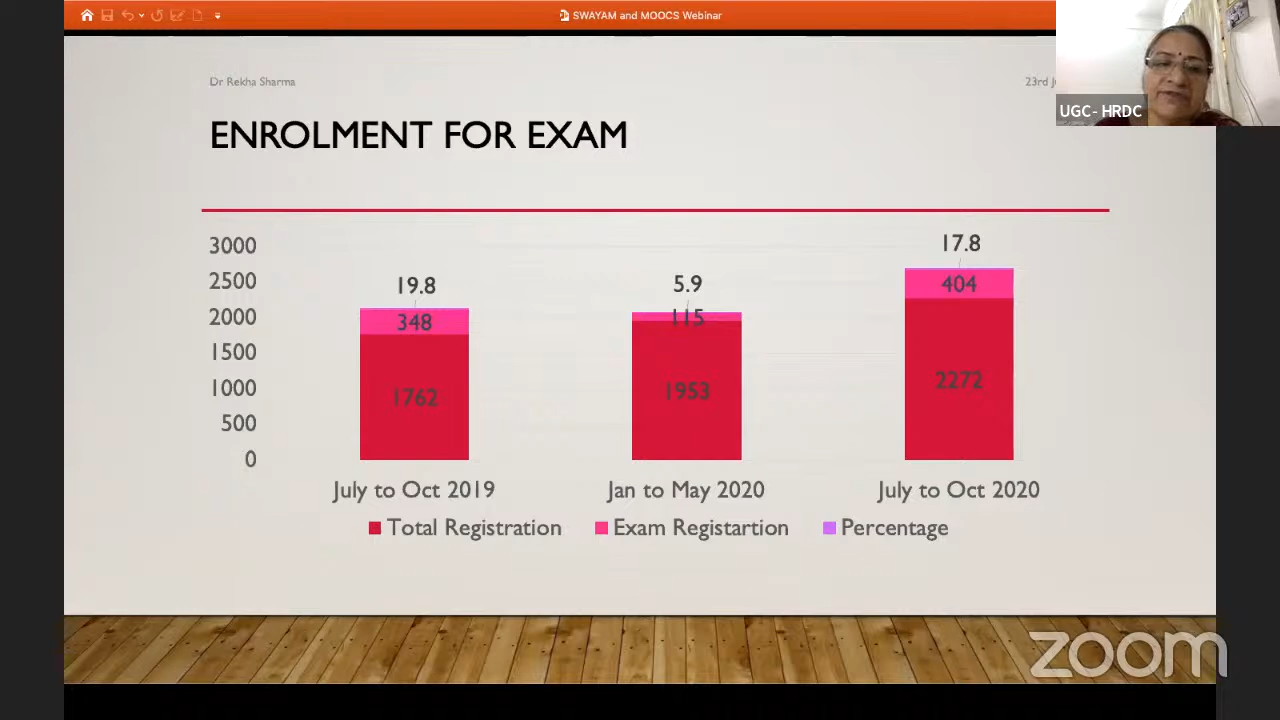 SWAYAM and MOOCS Webinar
Dr Rekha Sharma
23rd
UGC- HRDC
ENROLMENT FOR EXAM
3000
2500
2000
1500
1000
500
0
19.8
348
1762
5.9
115
1953
17.8
404
2272
July to Oct 2019
Jan to May 2020
July to Oct 2020
Total Registration
Exam Registartion
Percentage
zoom